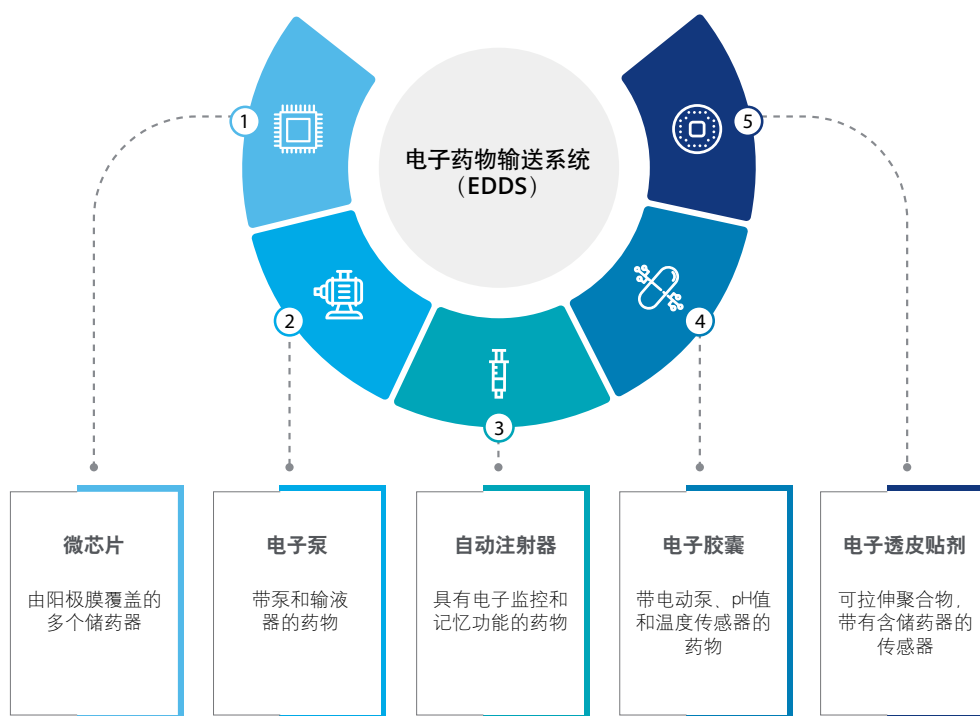 电子药物输送系统
（EDDS）
1
2
3
4
5
微芯片
由阳极膜覆盖的
多个储药器
电子泵
带泵和输液
器的药物
自动注射器
具有电子监控和
记忆功能的药物
电子胶囊
带电动泵、pH值
和温度传感器的
药物
电子透皮贴剂
可拉伸聚合物，
带有含储药器的
传感器